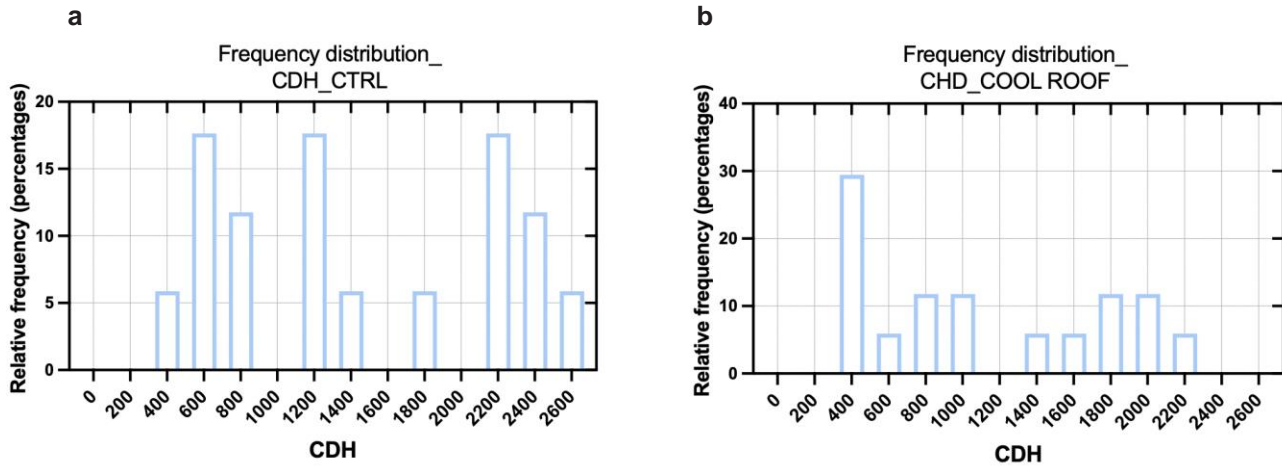 a
Frequency distribution_
CDH_CTRL
Relative frequency (percentages)
20
15
10
5
0
0 200 400 600 800 1000 1200 1400 1600 1800 2000 2200 2400 2600
CDH
b
Frequency distribution_
CHD_COOL ROOF
Relative frequency (percentages)
40
30
20
10
0
0 200 400 600 800 1000 1200 1400 1600 1800 2000 2200 2400 2600
CDH